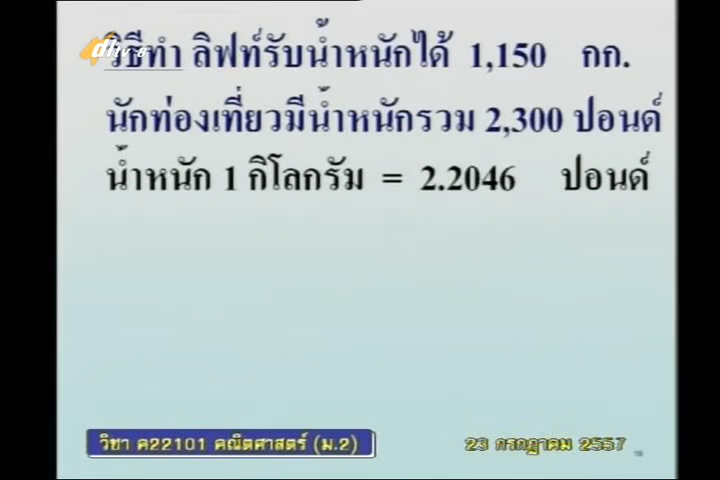 dltv 8
วิธีทำ ลิฟท์รับน้ำหนักได้ 1,150 กก.
นักท่องเที่ยวมีน้ำหนักรวม 2,300 ปอนด์
น้ำหนัก 1 กิโลกรัม = 2.2046 ปอนด์
วิชา ค22101 คณิตศาสตร์ (ม.2)
23 กรกฎาคม 2557